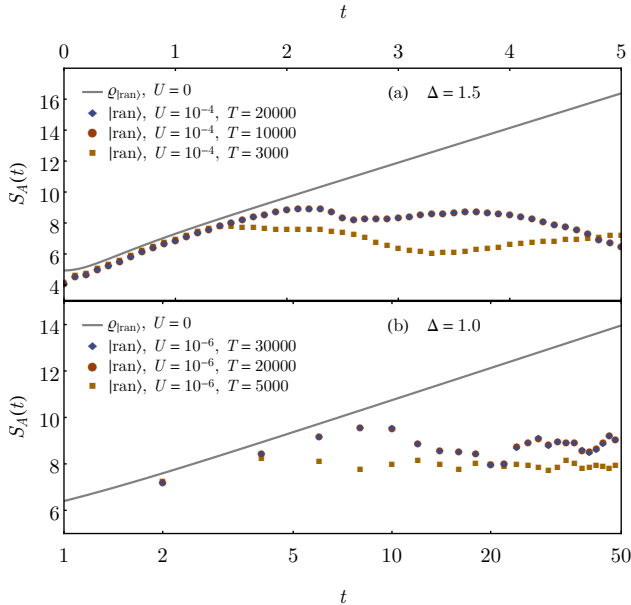 t
0 1 2 3 4 5
S_A(t)
16
14
12
10
8
6
4
ϱ_|ran⟩, U = 0
|ran⟩, U = 10⁻⁴, T = 20000
|ran⟩, U = 10⁻⁴, T = 10000
|ran⟩, U = 10⁻⁴, T = 3000
(a) Δ = 1.5
S_A(t)
14
12
10
8
6
ϱ_|ran⟩, U = 0
|ran⟩, U = 10⁻⁶, T = 30000
|ran⟩, U = 10⁻⁶, T = 20000
|ran⟩, U = 10⁻⁶, T = 5000
(b) Δ = 1.0
1 2 5 10 20 50
t